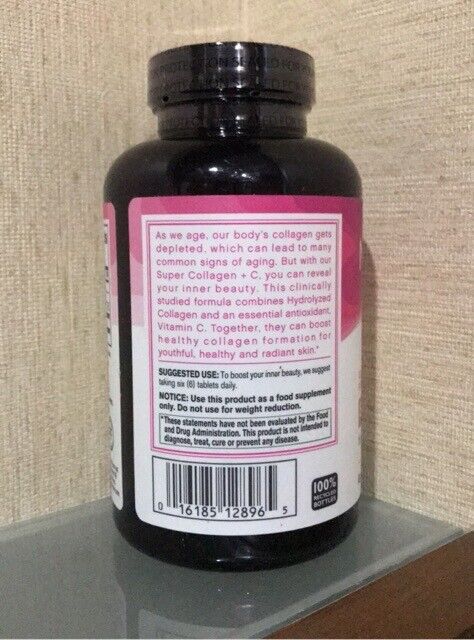 As we age, our body's collagen gets
depleted, which can lead to many
common signs of aging. But with our
Super Collagen + C, you can reveal
your inner beauty. This clinically
studied formula combines Hydrolyzed
Collagen and an essential antioxidant,
Vitamin C. Together, they can boost
healthy collagen formation for
youthful, healthy and radiant skin.*
SUGGESTED USE: To boost your inner beauty, we suggest
taking six (6) tablets daily.
NOTICE: Use this product as a food supplement
only. Do not use for weight reduction.
*These statements have not been evaluated by the Food
and Drug Administration. This product is not intended to
diagnose, treat, cure or prevent any disease.
0 16185 12896 5
100%
RECYCLED
BOTTLES